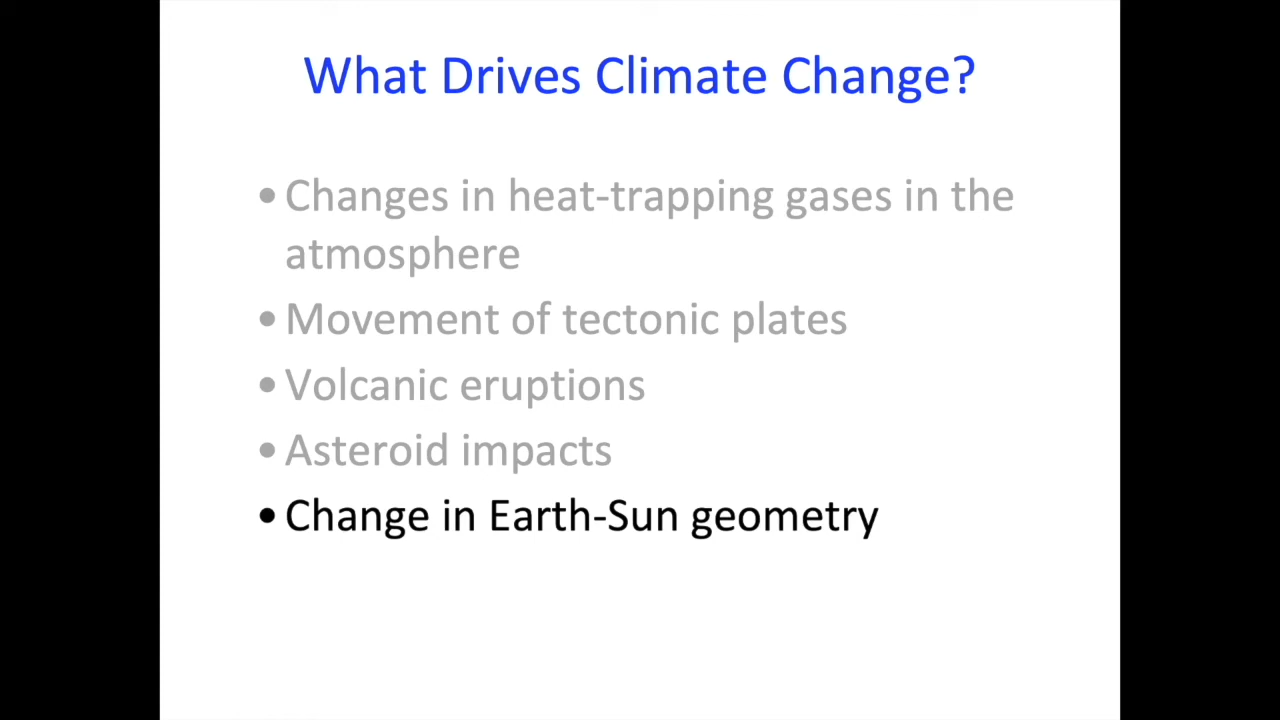 What Drives Climate Change?
• Changes in heat-trapping gases in the
atmosphere
• Movement of tectonic plates
• Volcanic eruptions
• Asteroid impacts
• Change in Earth-Sun geometry